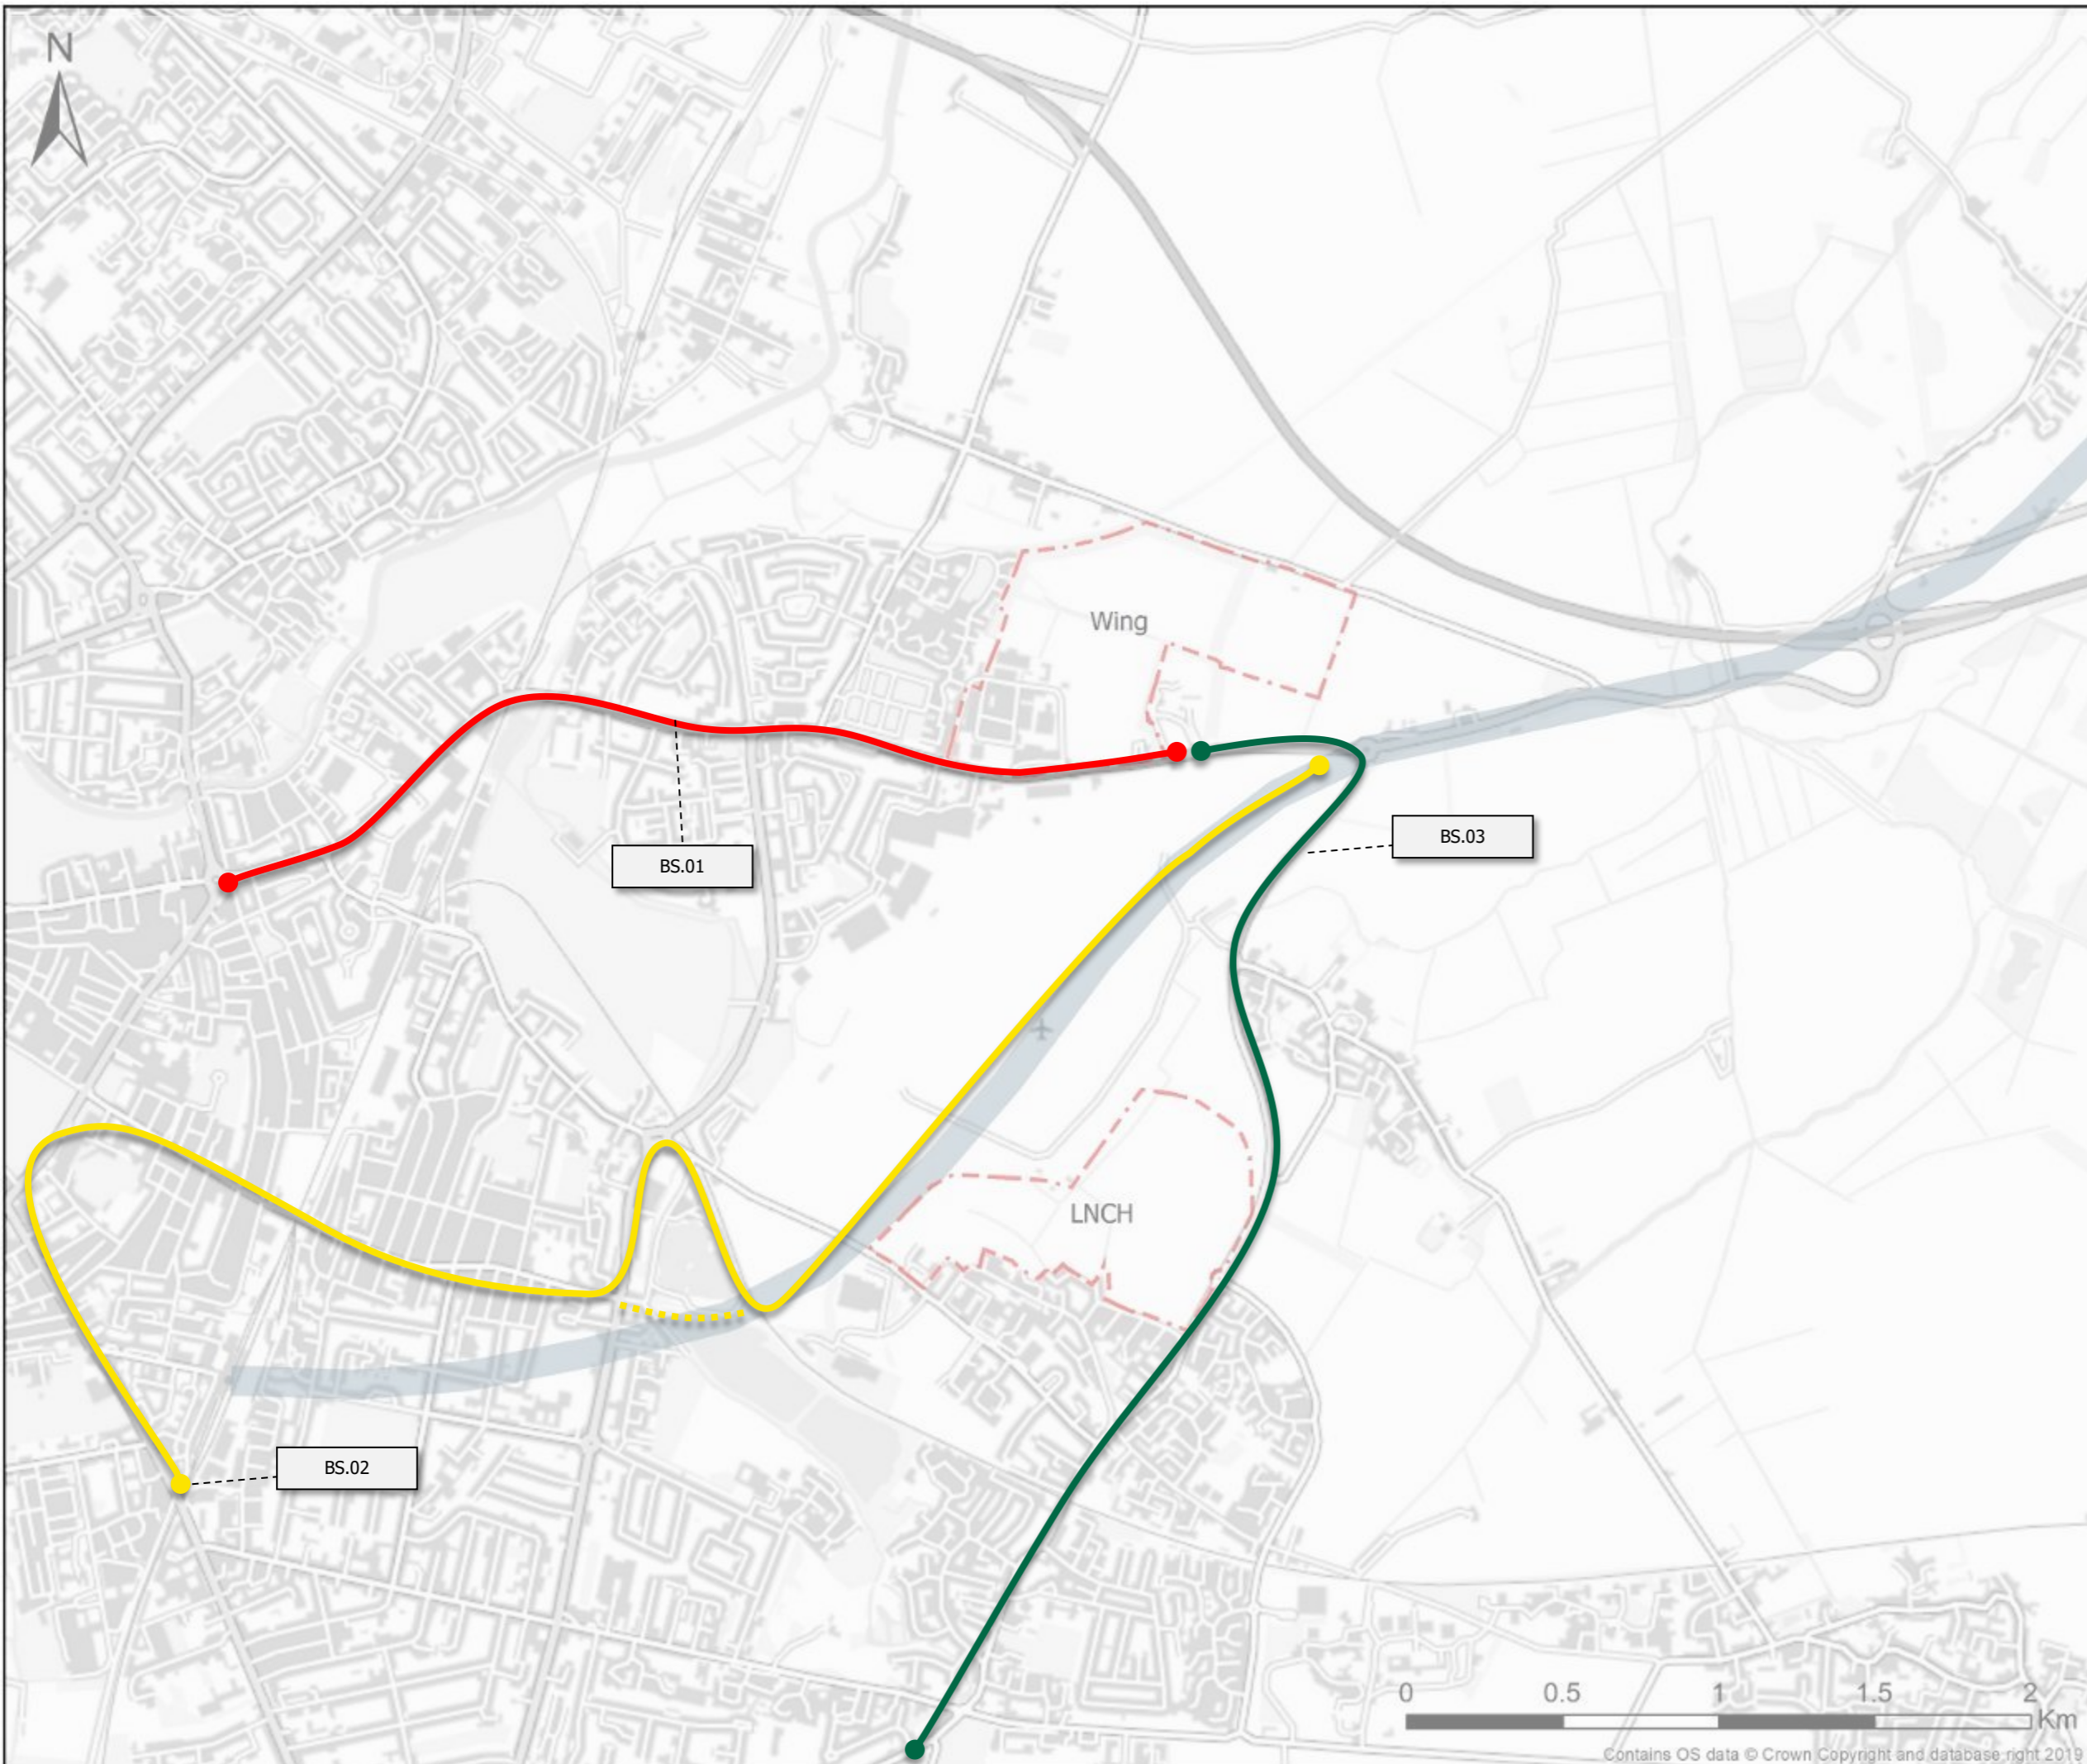 N
Wing
BS.03
BS.01
LNCH
BS.02
0 0.5 1 1.5 2
Km
Contains OS data © Crown Copyright and database right 2019